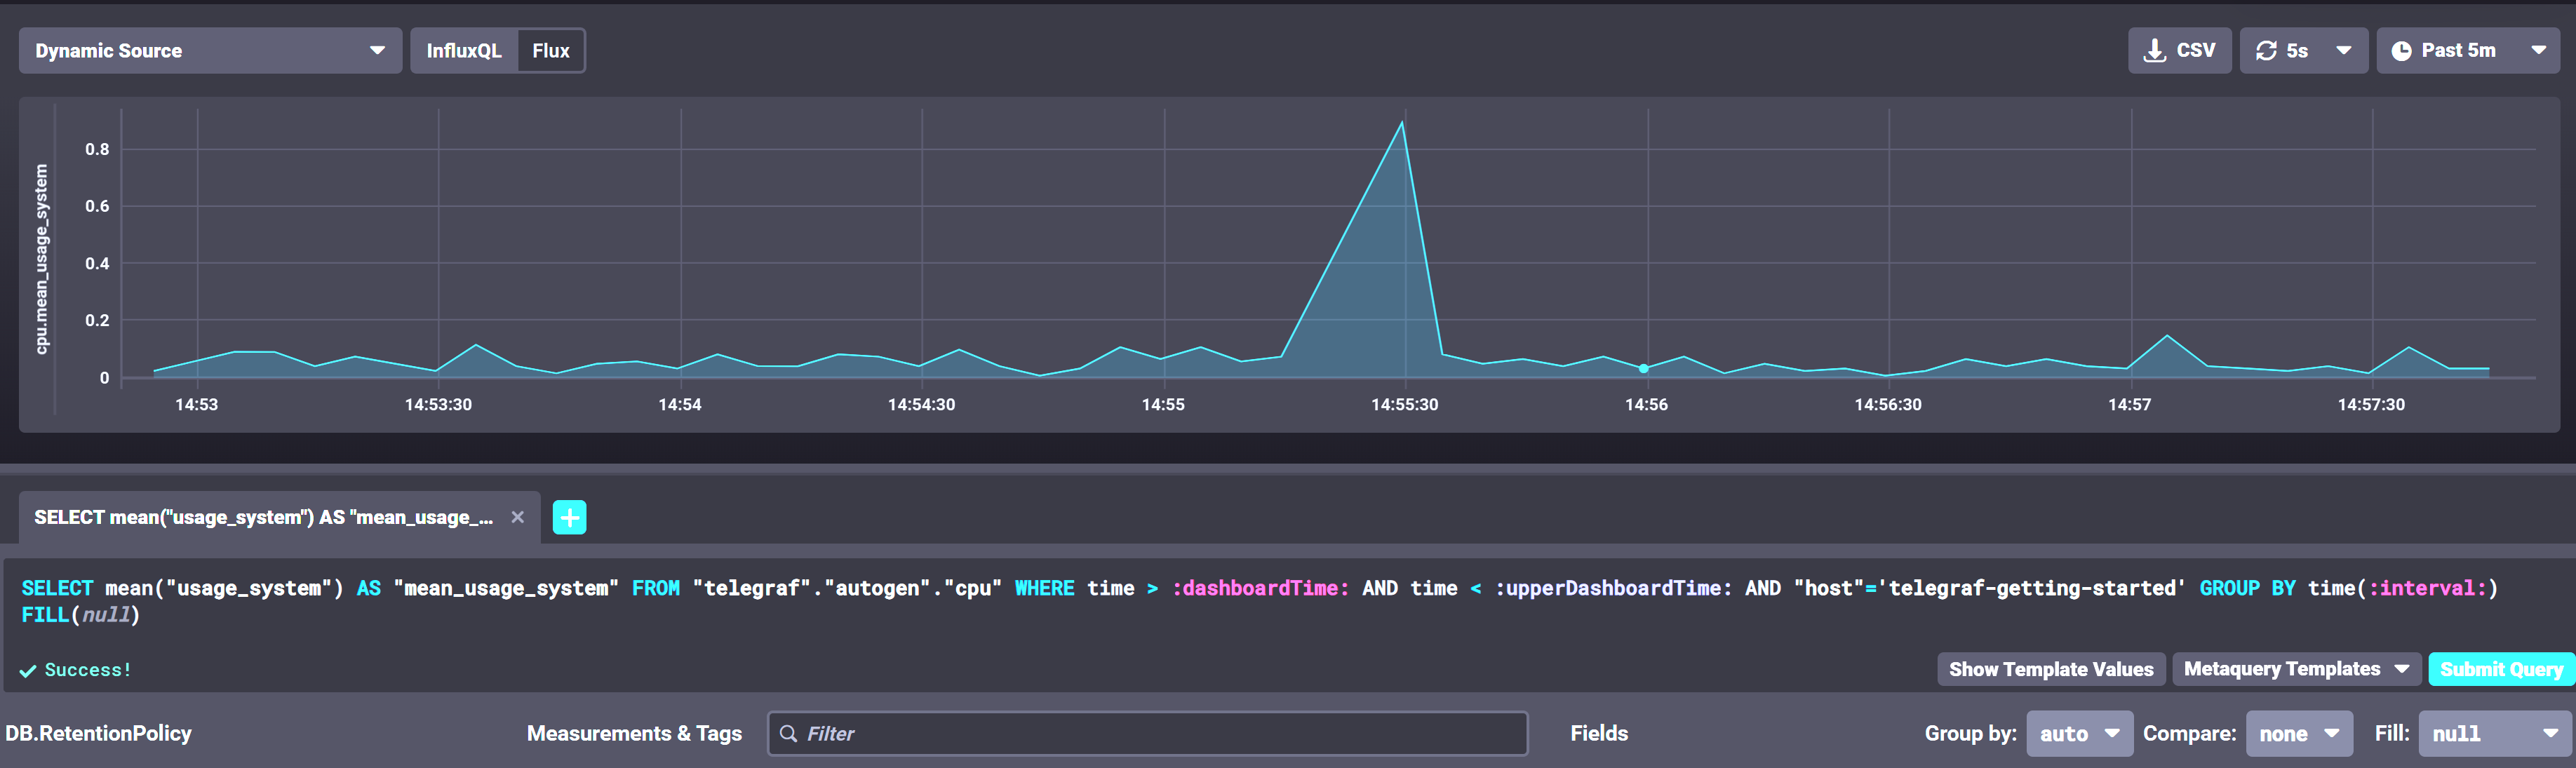 Dynamic Source InfluxQL Flux CSV 5s Past 5m
cpu.mean_usage_system
0.8
0.6
0.4
0.2
0
14:53 14:53:30 14:54 14:54:30 14:55 14:55:30 14:56 14:56:30 14:57 14:57:30
SELECT mean("usage_system") AS "mean_usage_...
SELECT mean("usage_system") AS "mean_usage_system" FROM "telegraf"."autogen"."cpu" WHERE time > :dashboardTime: AND time < :upperDashboardTime: AND "host"='telegraf-getting-started' GROUP BY time(:interval:)
FILL(null)
Success! Show Template Values Metaquery Templates Submit Query
DB.RetentionPolicy Measurements & Tags Filter Fields Group by: auto Compare: none Fill: null